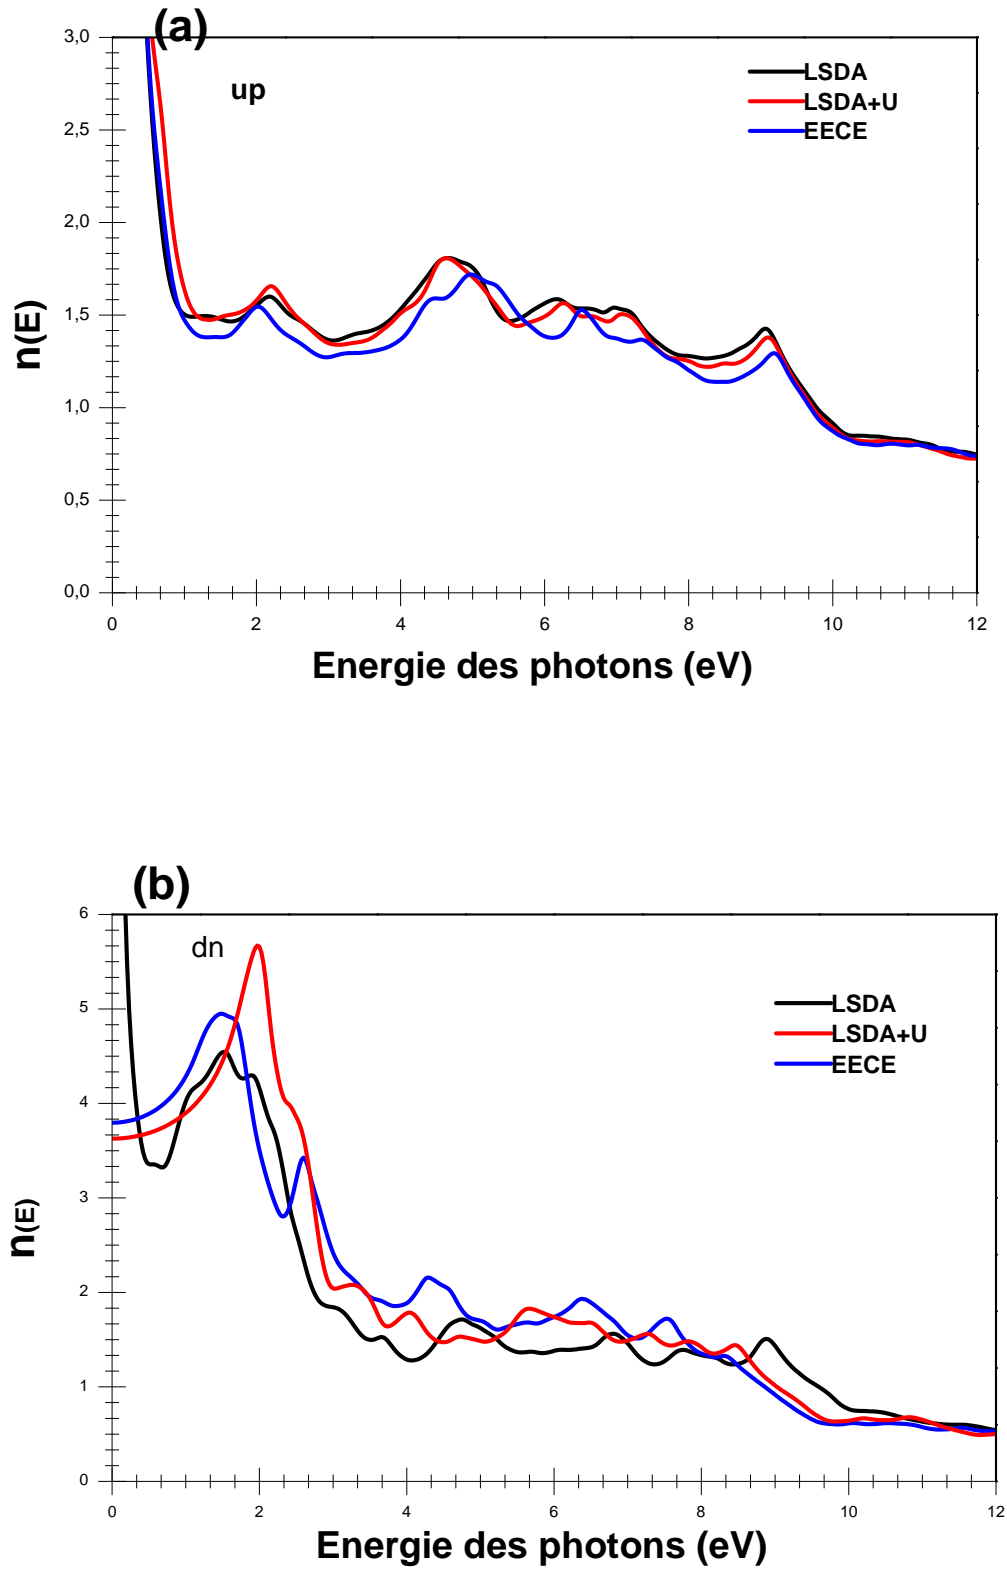 (a)
3,0
up
LSDA
LSDA+U
EECE
2,5
2,0
1,5
1,0
0,5
0,0
n(E)
0 2 4 6 8 10 12
Energie des photons (eV)
(b)
6
dn
LSDA
LSDA+U
EECE
5
4
3
2
1
0
n(E)
0 2 4 6 8 10 12
Energie des photons (eV)